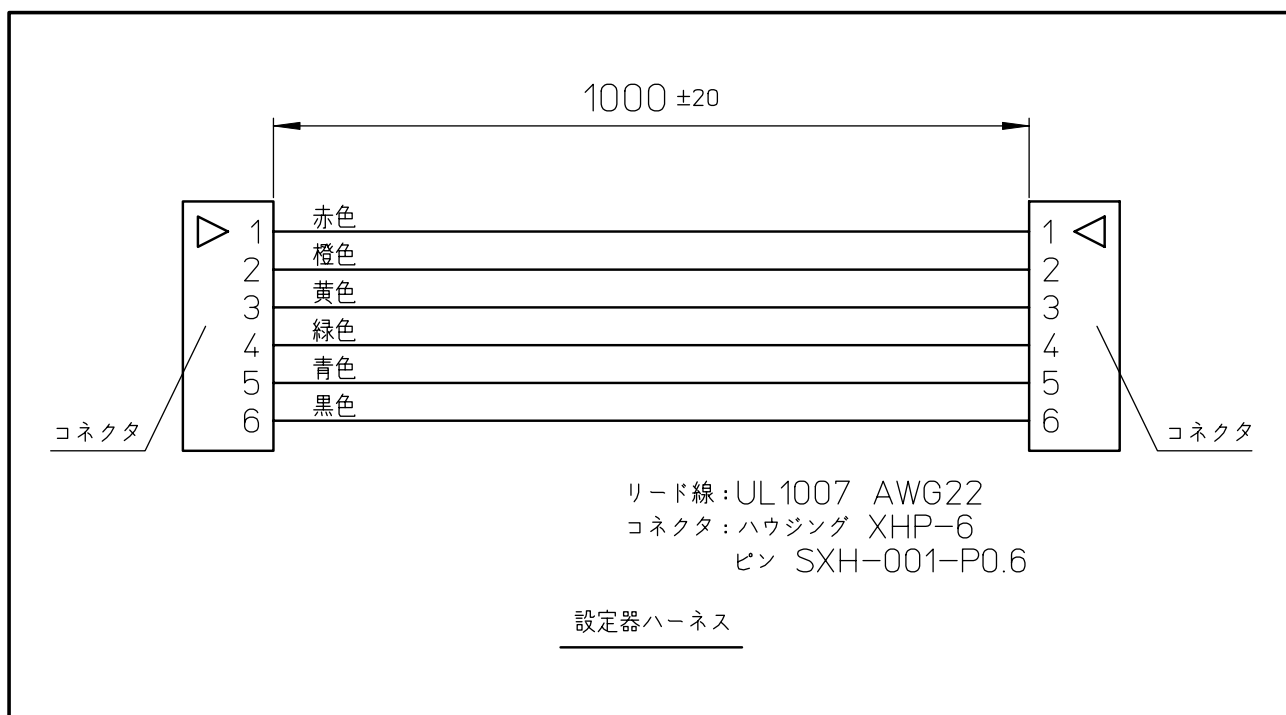 1000 ±20
赤色
橙色
黄色
緑色
青色
黒色
1
2
3
4
5
6
1
2
3
4
5
6
コネクタ
コネクタ
リード線:UL1007 AWG22
コネクタ:ハウジング XHP-6
ピン SXH-001-P0.6
設定器ハーネス